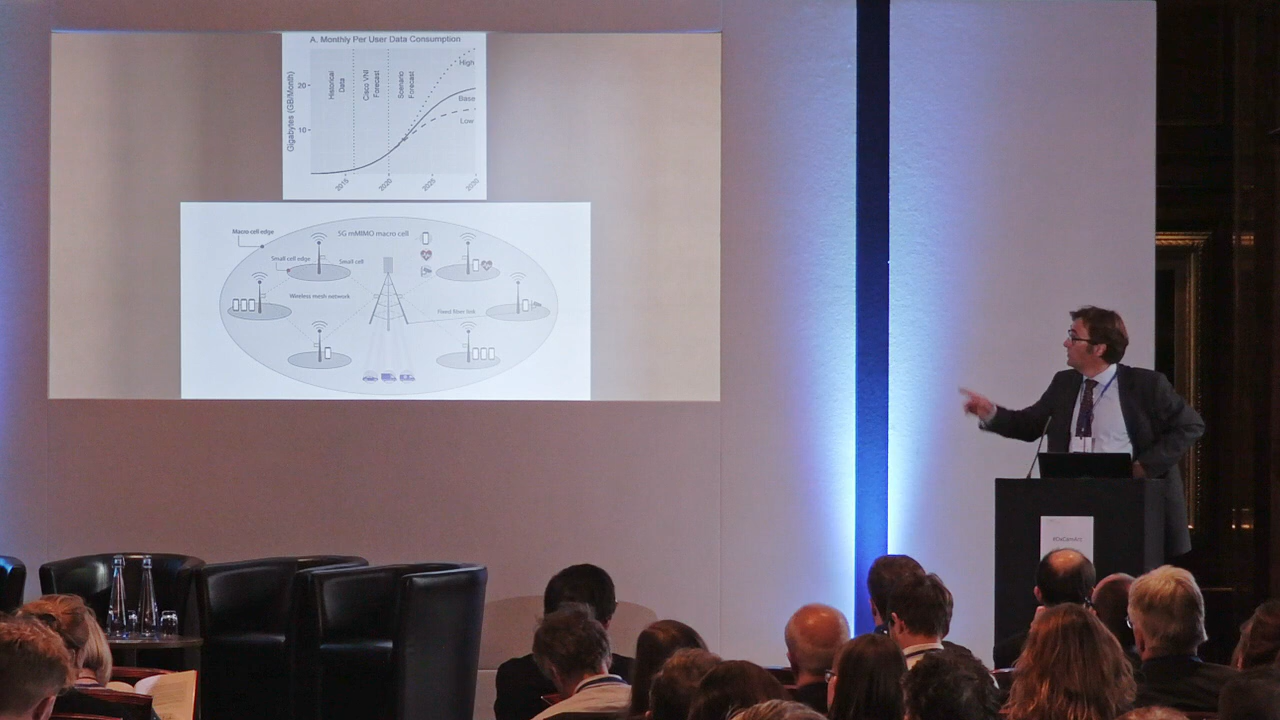 A. Monthly Per User Data Consumption
Gigabytes (GB/Month)
20
10
Historical
Data
Cisco VNI
Forecast
Scenario
Forecast
High
Base
Low
2015
2020
2025
2030
Macro cell edge
5G mMIMO macro cell
Small cell edge
Small cell
Wireless mesh network
Fixed fiber link